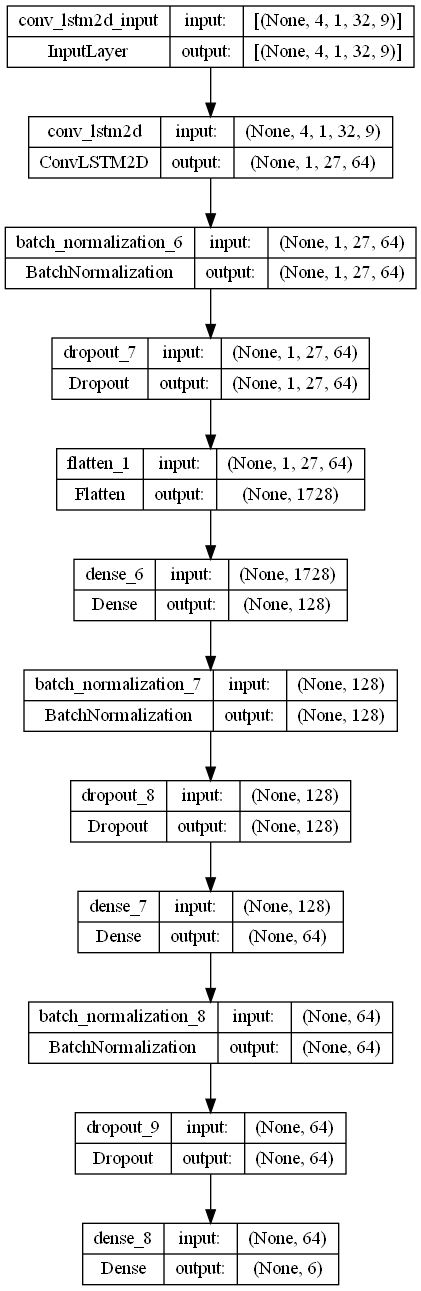 conv_lstm2d_input input: [(None, 4, 1, 32, 9)]
InputLayer output: [(None, 4, 1, 32, 9)]
conv_lstm2d input: (None, 4, 1, 32, 9)
ConvLSTM2D output: (None, 1, 27, 64)
batch_normalization_6 input: (None, 1, 27, 64)
BatchNormalization output: (None, 1, 27, 64)
dropout_7 input: (None, 1, 27, 64)
Dropout output: (None, 1, 27, 64)
flatten_1 input: (None, 1, 27, 64)
Flatten output: (None, 1728)
dense_6 input: (None, 1728)
Dense output: (None, 128)
batch_normalization_7 input: (None, 128)
BatchNormalization output: (None, 128)
dropout_8 input: (None, 128)
Dropout output: (None, 128)
dense_7 input: (None, 128)
Dense output: (None, 64)
batch_normalization_8 input: (None, 64)
BatchNormalization output: (None, 64)
dropout_9 input: (None, 64)
Dropout output: (None, 64)
dense_8 input: (None, 64)
Dense output: (None, 6)